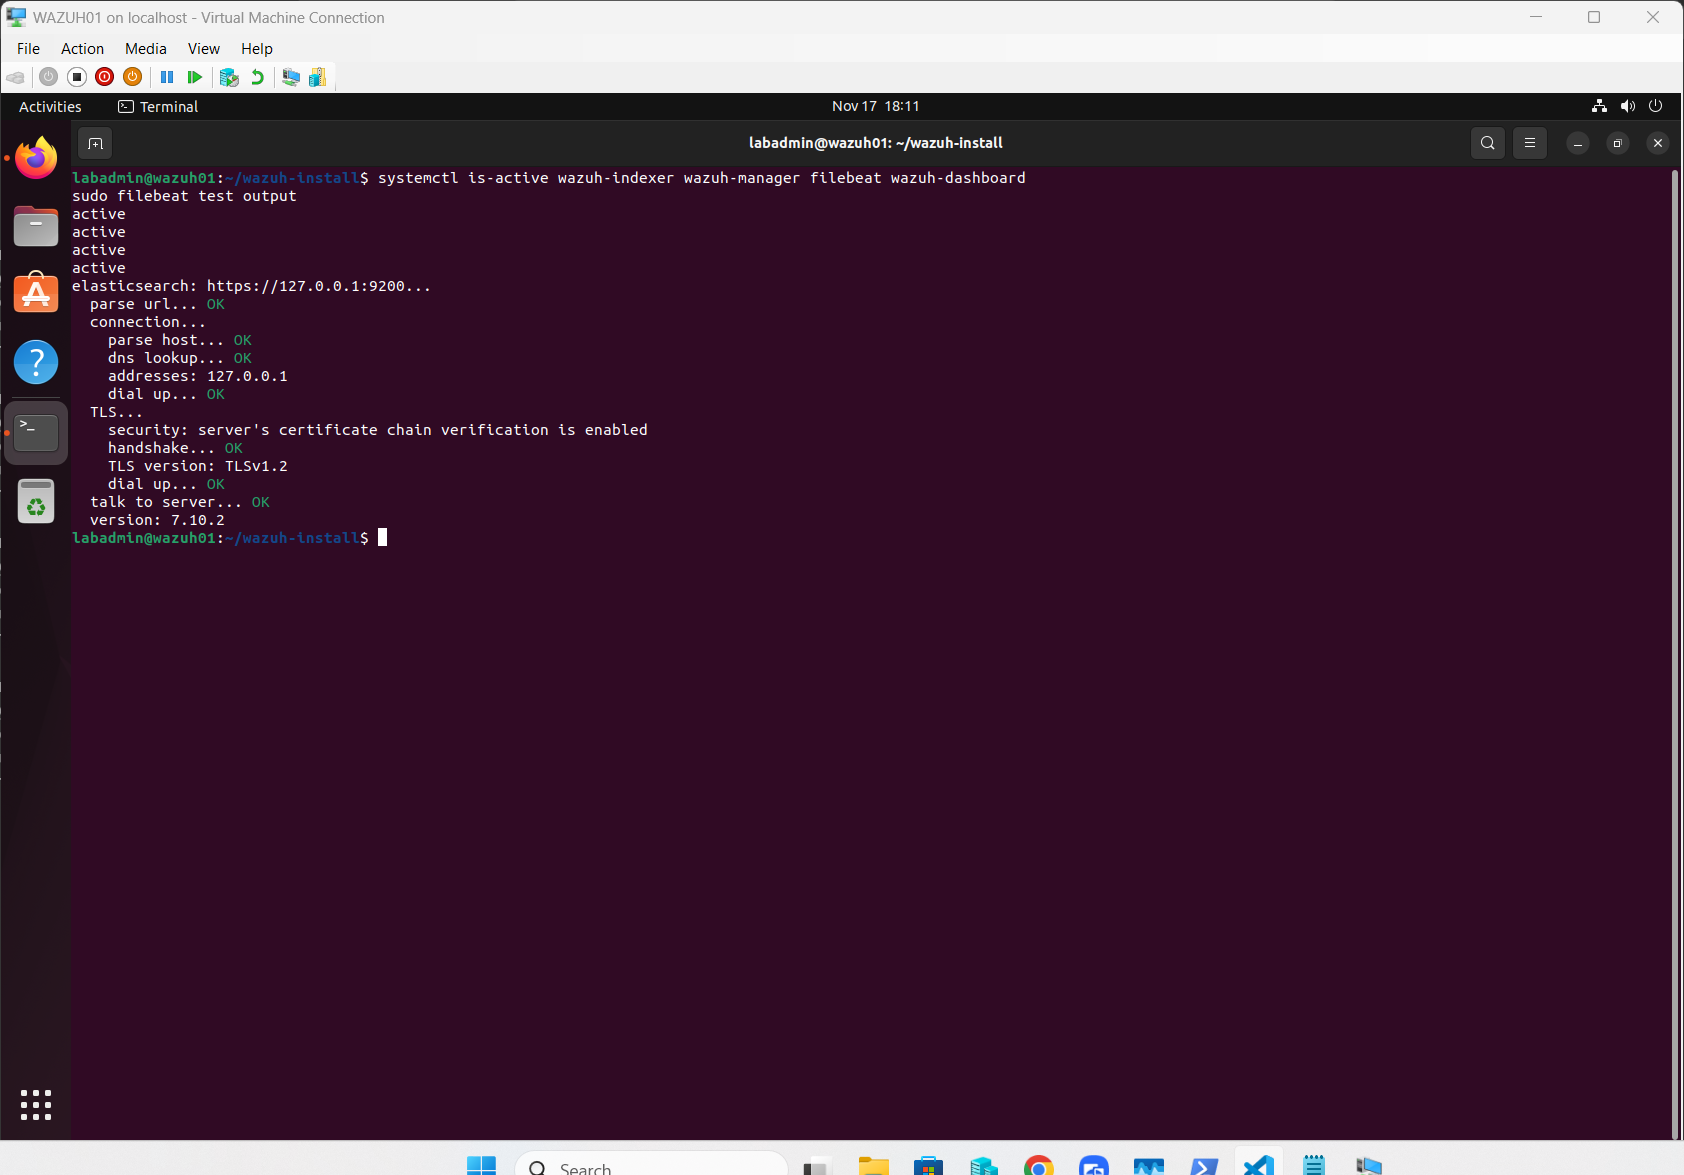 WAZUH01 on localhost - Virtual Machine Connection
File Action Media View Help
Activities Terminal Nov 17 18:11
labadmin@wazuh01: ~/wazuh-install
labadmin@wazuh01:~/wazuh-install$ systemctl is-active wazuh-indexer wazuh-manager filebeat wazuh-dashboard
sudo filebeat test output
active
active
active
active
elasticsearch: https://127.0.0.1:9200...
  parse url... OK
  connection...
    parse host... OK
    dns lookup... OK
    addresses: 127.0.0.1
    dial up... OK
  TLS...
    security: server's certificate chain verification is enabled
    handshake... OK
    TLS version: TLSv1.2
    dial up... OK
  talk to server... OK
  version: 7.10.2
labadmin@wazuh01:~/wazuh-install$
Search